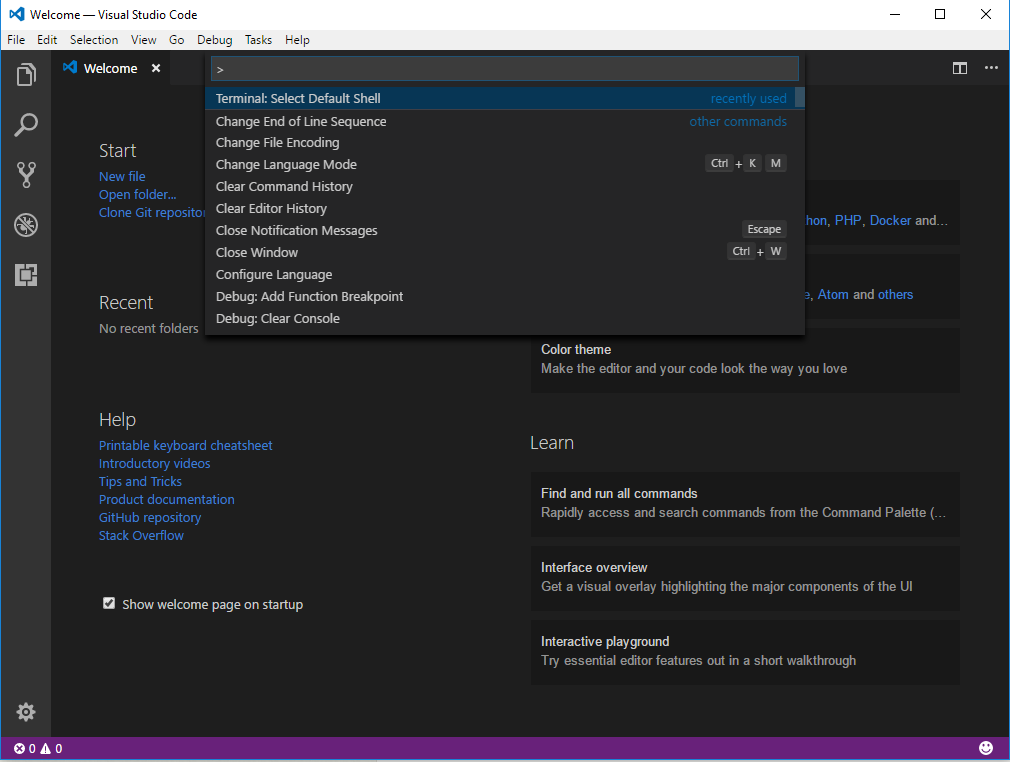 Welcome — Visual Studio Code
File Edit Selection View Go Debug Tasks Help
Welcome
>
Terminal: Select Default Shell recently used
Change End of Line Sequence other commands
Change File Encoding
Change Language Mode Ctrl + K M
Clear Command History
Clear Editor History
Close Notification Messages Escape
Close Window Ctrl + W
Configure Language
Debug: Add Function Breakpoint
Debug: Clear Console
Start
New file
Open folder...
Clone Git
Recent
No recent folders
Help
Printable keyboard cheatsheet
Introductory videos
Tips and Tricks
Product documentation
GitHub repository
Stack Overflow
Show welcome page on startup
PHP, Docker and...
Atom and others
Color theme
Make the editor and your code look the way you love
Learn
Find and run all commands
Rapidly access and search commands from the Command Palette (...
Interface overview
Get a visual overlay highlighting the major components of the UI
Interactive playground
Try essential editor features out in a short walkthrough
0 0